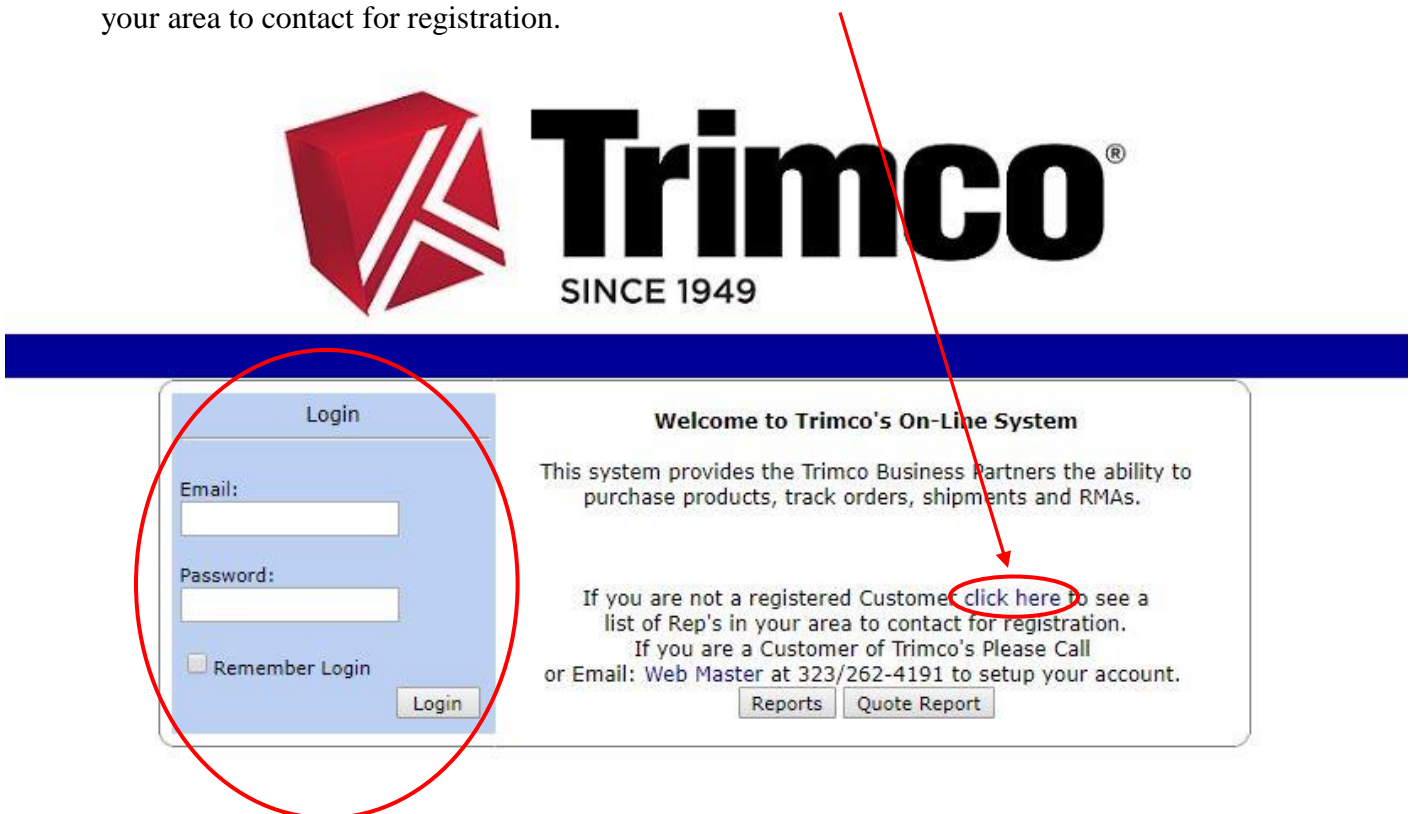 your area to contact for registration.
Trimco®
SINCE 1949
Login
Email:
Password:
Remember Login
Login
Welcome to Trimco's On-Line System
This system provides the Trimco Business Partners the ability to
purchase products, track orders, shipments and RMAs.
If you are not a registered Customer click here to see a
list of Rep's in your area to contact for registration.
If you are a Customer of Trimco's Please Call
or Email: Web Master at 323/262-4191 to setup your account.
Reports Quote Report